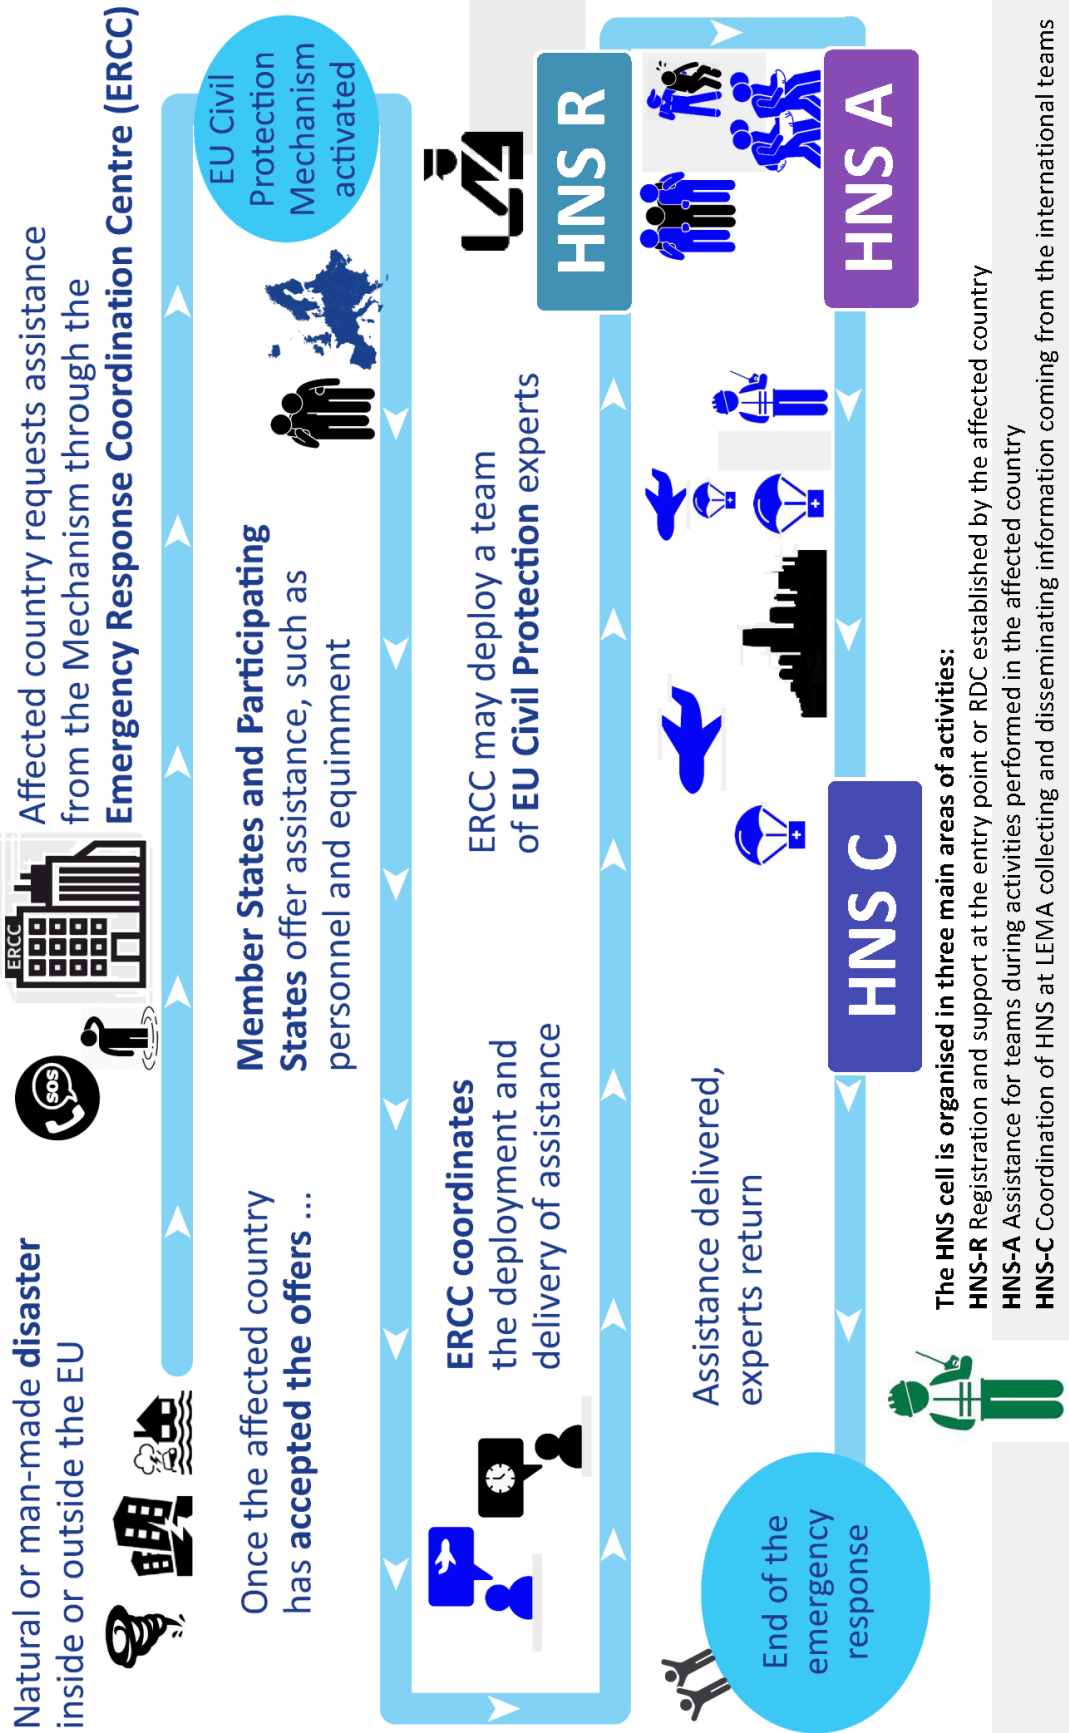 Natural or man-made disaster
inside or outside the EU
SOS
ERCC
Affected country requests assistance
from the Mechanism through the
Emergency Response Coordination Centre (ERCC)
EU Civil
Protection
Mechanism
activated
Member States and Participating
States offer assistance, such as
personnel and equimment
Once the affected country
has accepted the offers ...
ERCC coordinates
the deployment and
delivery of assistance
ERCC may deploy a team
of EU Civil Protection experts
HNS R
HNS A
HNS C
Assistance delivered,
experts return
End of the
emergency
response
The HNS cell is organised in three main areas of activities:
HNS-R Registration and support at the entry point or RDC established by the affected country
HNS-A Assistance for teams during activities performed in the affected country
HNS-C Coordination of HNS at LEMA collecting and disseminating information coming from the international teams